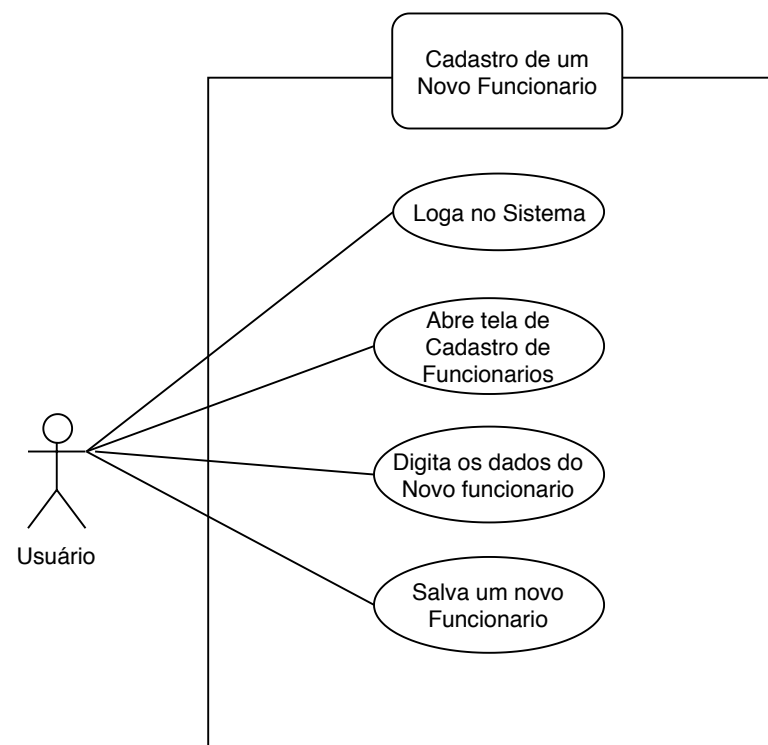 Cadastro de um
Novo Funcionario
Loga no Sistema
Abre tela de
Cadastro de
Funcionarios
Digita os dados do
Novo funcionario
Usuário
Salva um novo
Funcionario